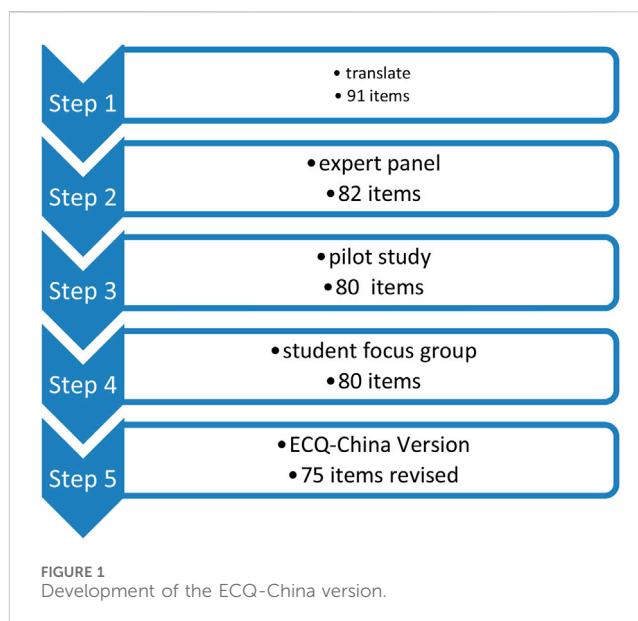 Step 1
• translate
• 91 items
Step 2
•expert panel
•82 items
Step 3
•pilot study
•80 items
Step 4
•student focus group
•80 items
Step 5
•ECQ-China Version
•75 items revised
FIGURE 1
Development of the ECQ-China version.